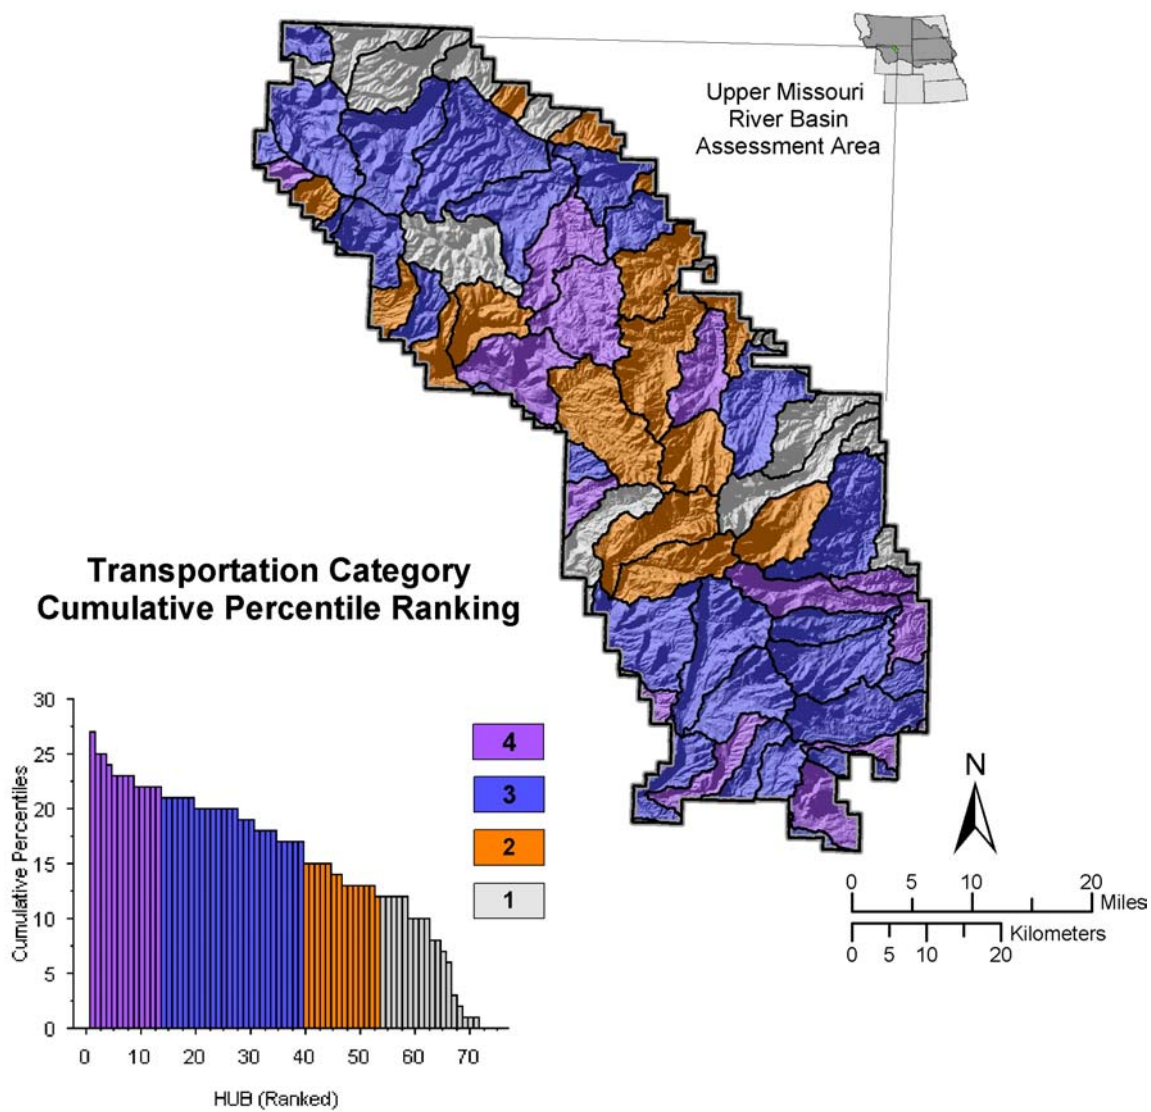 Upper Missouri
River Basin
Assessment Area
Transportation Category
Cumulative Percentile Ranking
30
25
20
15
10
5
0
Cumulative Percentiles
0 10 20 30 40 50 60 70
HUB (Ranked)
4
3
2
1
N
0 5 10 20
Miles
Kilometers
0 5 10 20